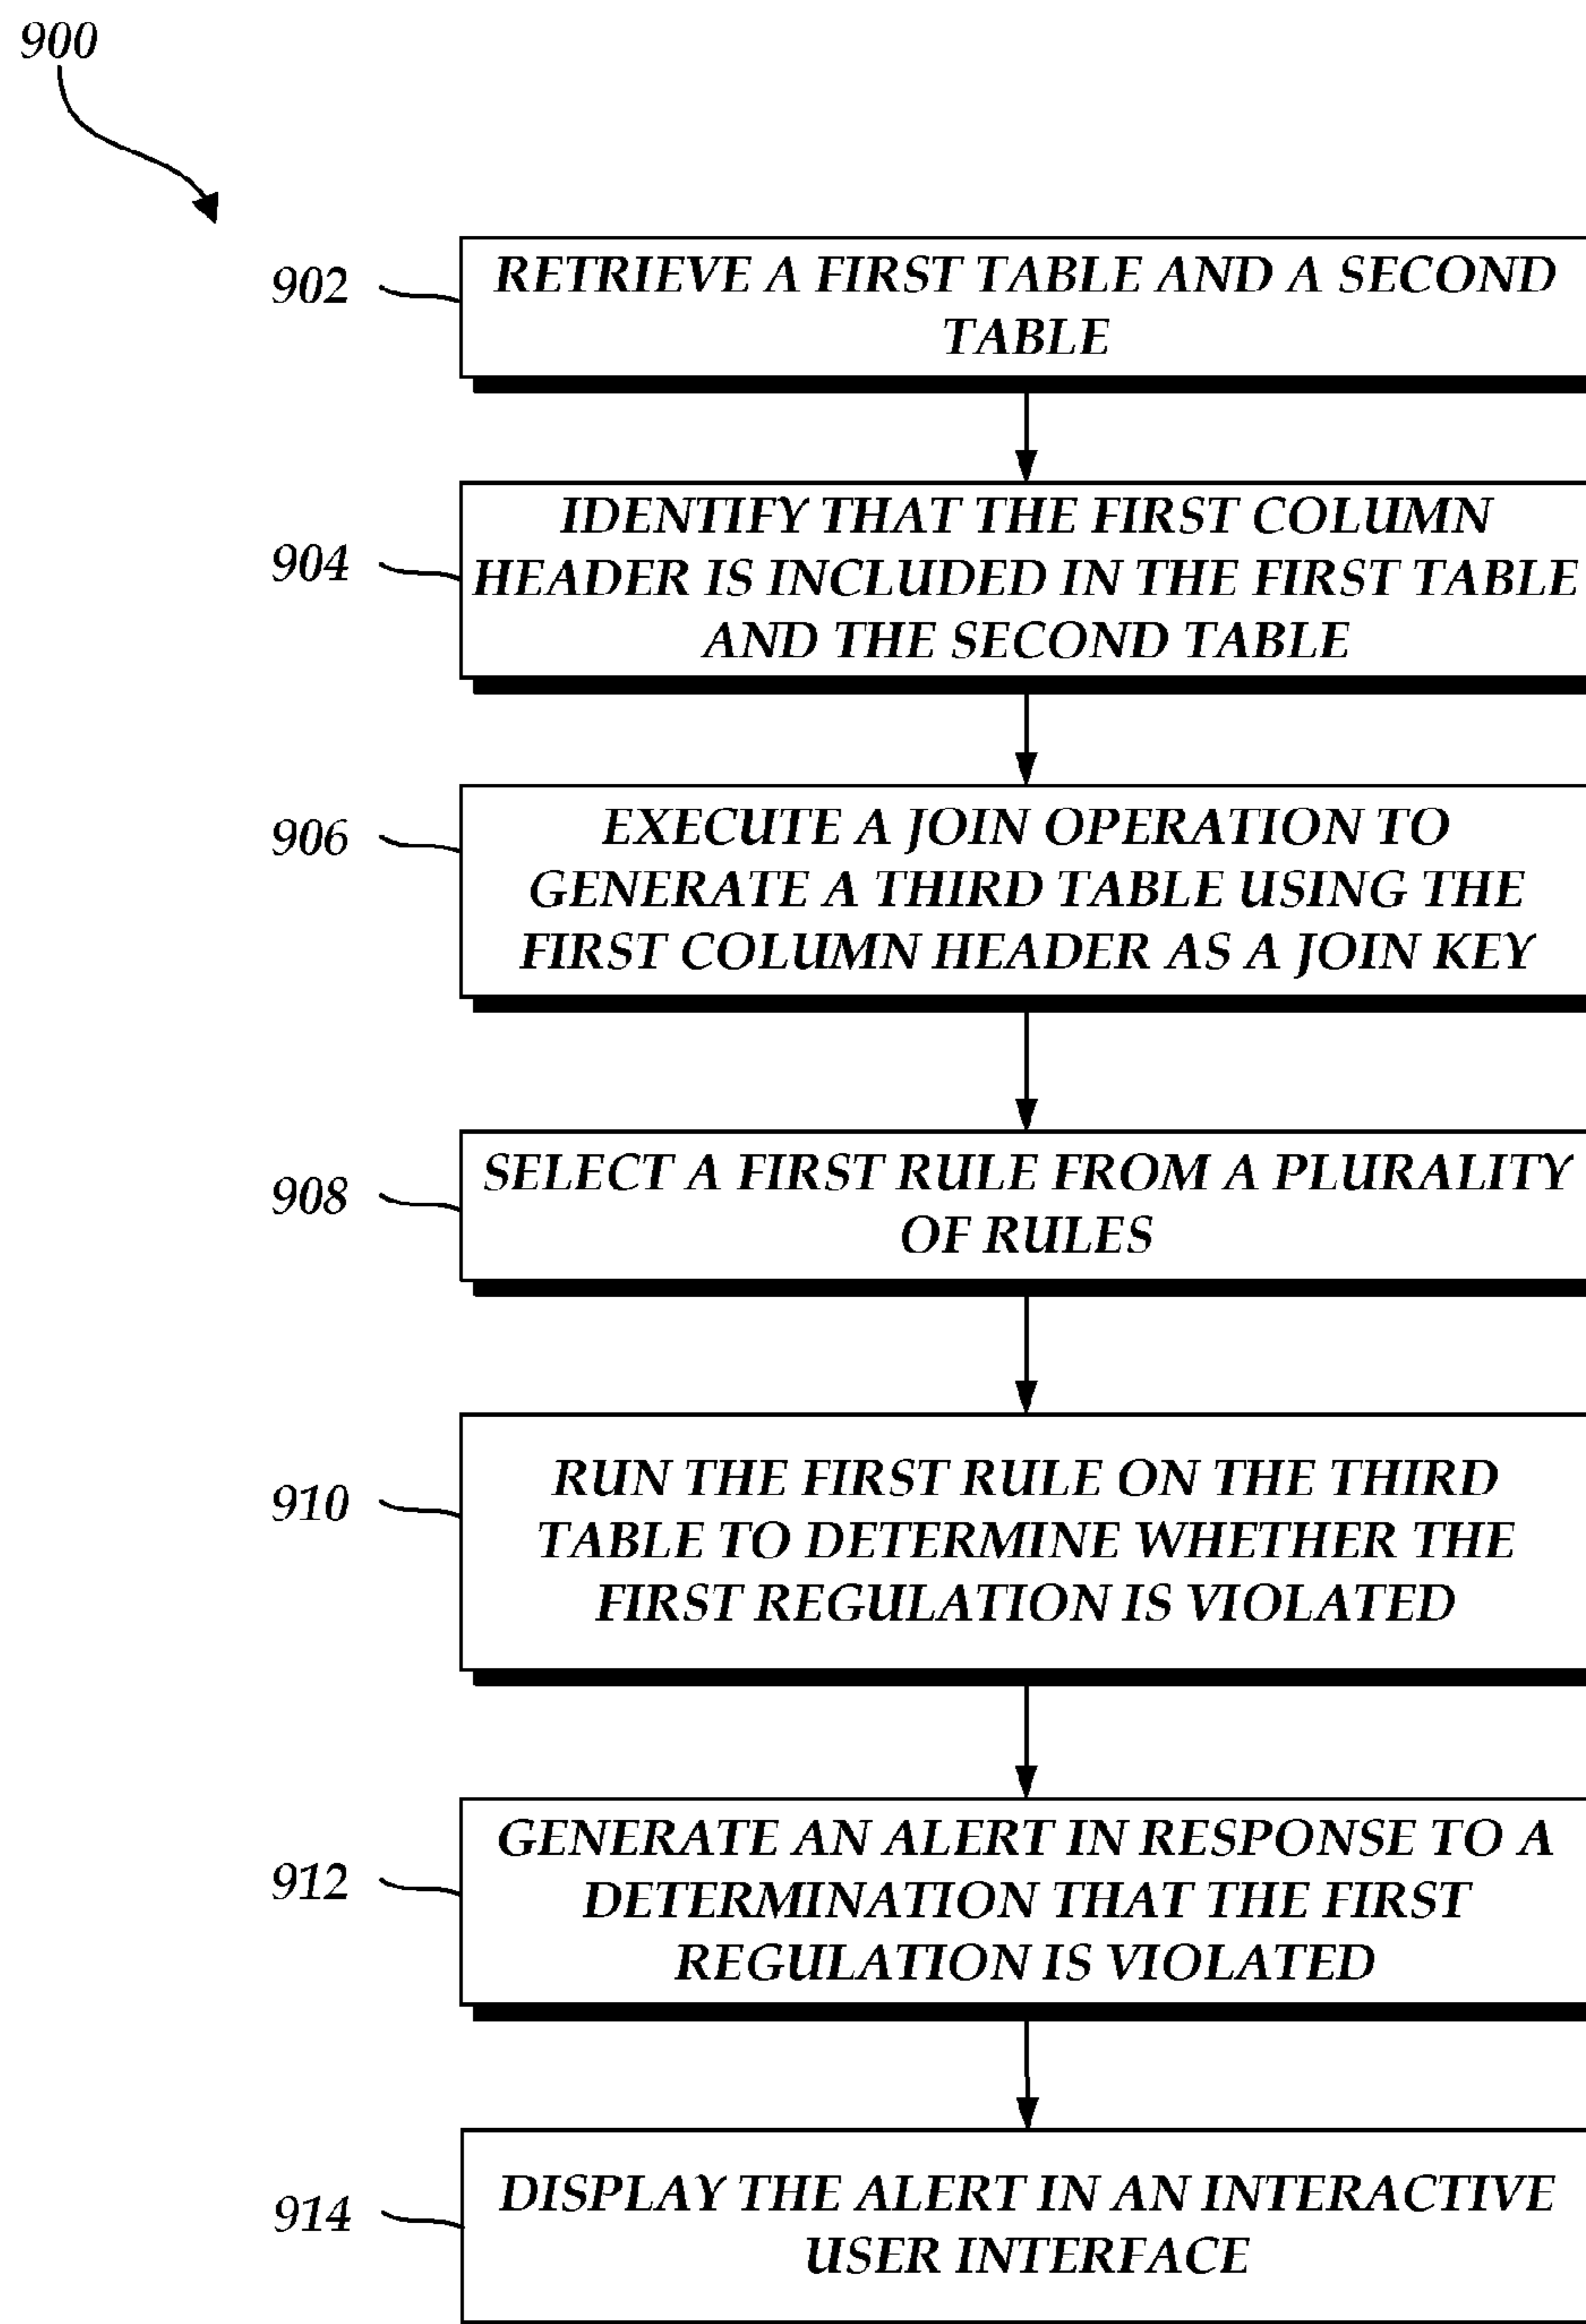 900
902
RETRIEVE A FIRST TABLE AND A SECOND
TABLE
904
IDENTIFY THAT THE FIRST COLUMN
HEADER IS INCLUDED IN THE FIRST TABLE
AND THE SECOND TABLE
906
EXECUTE A JOIN OPERATION TO
GENERATE A THIRD TABLE USING THE
FIRST COLUMN HEADER AS A JOIN KEY
908
SELECT A FIRST RULE FROM A PLURALITY
OF RULES
910
RUN THE FIRST RULE ON THE THIRD
TABLE TO DETERMINE WHETHER THE
FIRST REGULATION IS VIOLATED
912
GENERATE AN ALERT IN RESPONSE TO A
DETERMINATION THAT THE FIRST
REGULATION IS VIOLATED
914
DISPLAY THE ALERT IN AN INTERACTIVE
USER INTERFACE